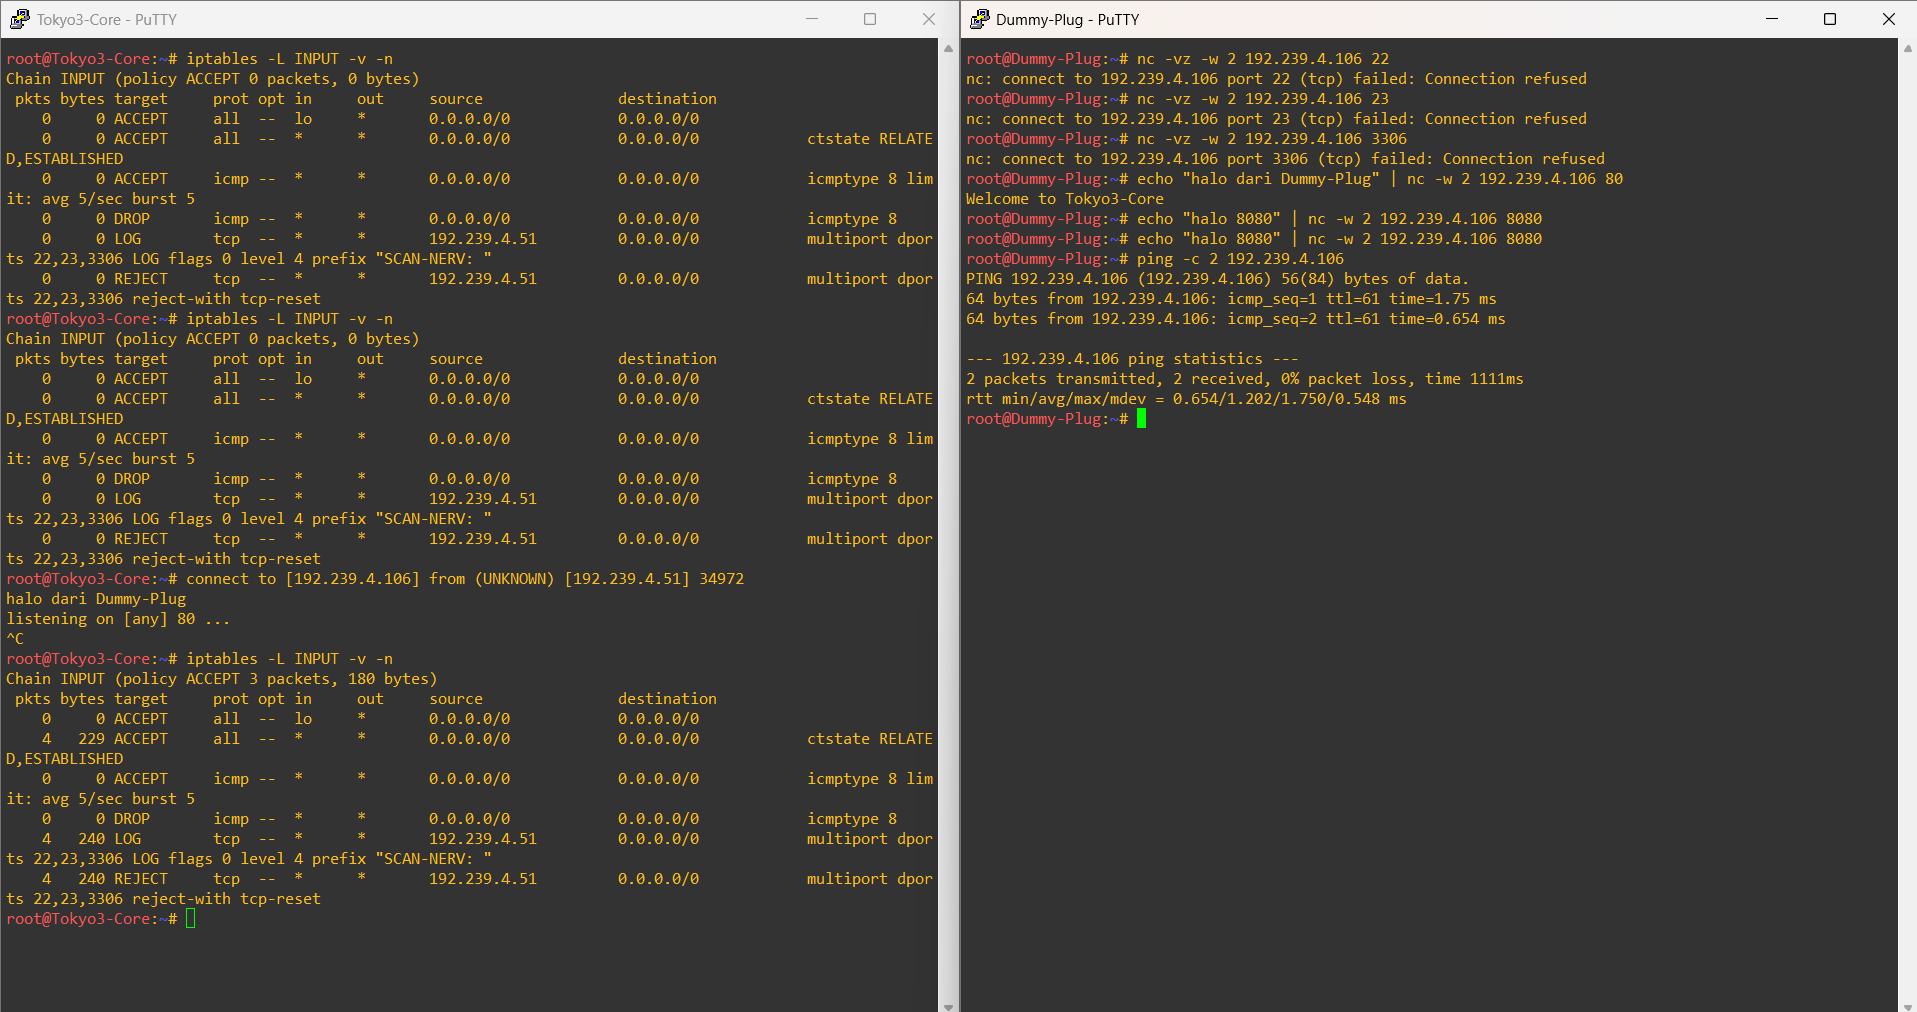 Tokyo3-Core - PuTTY
root@Tokyo3-Core:~# iptables -L INPUT -v -n
Chain INPUT (policy ACCEPT 0 packets, 0 bytes)
 pkts bytes target     prot opt in     out     source               destination
    0     0 ACCEPT     all  --  lo     *       0.0.0.0/0            0.0.0.0/0
    0     0 ACCEPT     all  --  *      *       0.0.0.0/0            0.0.0.0/0            ctstate RELATE
D,ESTABLISHED
    0     0 ACCEPT     icmp --  *      *       0.0.0.0/0            0.0.0.0/0            icmptype 8 lim
it: avg 5/sec burst 5
    0     0 DROP       icmp --  *      *       0.0.0.0/0            0.0.0.0/0            icmptype 8
    0     0 LOG        tcp  --  *      *       192.239.4.51         0.0.0.0/0            multiport dpor
ts 22,23,3306 LOG flags 0 level 4 prefix "SCAN-NERV: "
    0     0 REJECT     tcp  --  *      *       192.239.4.51         0.0.0.0/0            multiport dpor
ts 22,23,3306 reject-with tcp-reset
root@Tokyo3-Core:~# iptables -L INPUT -v -n
Chain INPUT (policy ACCEPT 0 packets, 0 bytes)
 pkts bytes target     prot opt in     out     source               destination
    0     0 ACCEPT     all  --  lo     *       0.0.0.0/0            0.0.0.0/0
    0     0 ACCEPT     all  --  *      *       0.0.0.0/0            0.0.0.0/0            ctstate RELATE
D,ESTABLISHED
    0     0 ACCEPT     icmp --  *      *       0.0.0.0/0            0.0.0.0/0            icmptype 8 lim
it: avg 5/sec burst 5
    0     0 DROP       icmp --  *      *       0.0.0.0/0            0.0.0.0/0            icmptype 8
    0     0 LOG        tcp  --  *      *       192.239.4.51         0.0.0.0/0            multiport dpor
ts 22,23,3306 LOG flags 0 level 4 prefix "SCAN-NERV: "
    0     0 REJECT     tcp  --  *      *       192.239.4.51         0.0.0.0/0            multiport dpor
ts 22,23,3306 reject-with tcp-reset
root@Tokyo3-Core:~# connect to [192.239.4.106] from (UNKNOWN) [192.239.4.51] 34972
halo dari Dummy-Plug
listening on [any] 80 ...
^C
root@Tokyo3-Core:~# iptables -L INPUT -v -n
Chain INPUT (policy ACCEPT 3 packets, 180 bytes)
 pkts bytes target     prot opt in     out     source               destination
    0     0 ACCEPT     all  --  lo     *       0.0.0.0/0            0.0.0.0/0
    4   229 ACCEPT     all  --  *      *       0.0.0.0/0            0.0.0.0/0            ctstate RELATE
D,ESTABLISHED
    0     0 ACCEPT     icmp --  *      *       0.0.0.0/0            0.0.0.0/0            icmptype 8 lim
it: avg 5/sec burst 5
    0     0 DROP       icmp --  *      *       0.0.0.0/0            0.0.0.0/0            icmptype 8
    4   240 LOG        tcp  --  *      *       192.239.4.51         0.0.0.0/0            multiport dpor
ts 22,23,3306 LOG flags 0 level 4 prefix "SCAN-NERV: "
    4   240 REJECT     tcp  --  *      *       192.239.4.51         0.0.0.0/0            multiport dpor
ts 22,23,3306 reject-with tcp-reset
root@Tokyo3-Core:~#
Dummy-Plug - PuTTY
root@Dummy-Plug:~# nc -vz -w 2 192.239.4.106 22
nc: connect to 192.239.4.106 port 22 (tcp) failed: Connection refused
root@Dummy-Plug:~# nc -vz -w 2 192.239.4.106 23
nc: connect to 192.239.4.106 port 23 (tcp) failed: Connection refused
root@Dummy-Plug:~# nc -vz -w 2 192.239.4.106 3306
nc: connect to 192.239.4.106 port 3306 (tcp) failed: Connection refused
root@Dummy-Plug:~# echo "halo dari Dummy-Plug" | nc -w 2 192.239.4.106 80
Welcome to Tokyo3-Core
root@Dummy-Plug:~# echo "halo 8080" | nc -w 2 192.239.4.106 8080
root@Dummy-Plug:~# echo "halo 8080" | nc -w 2 192.239.4.106 8080
root@Dummy-Plug:~# ping -c 2 192.239.4.106
PING 192.239.4.106 (192.239.4.106) 56(84) bytes of data.
64 bytes from 192.239.4.106: icmp_seq=1 ttl=61 time=1.75 ms
64 bytes from 192.239.4.106: icmp_seq=2 ttl=61 time=0.654 ms
--- 192.239.4.106 ping statistics ---
2 packets transmitted, 2 received, 0% packet loss, time 1111ms
rtt min/avg/max/mdev = 0.654/1.202/1.750/0.548 ms
root@Dummy-Plug:~#